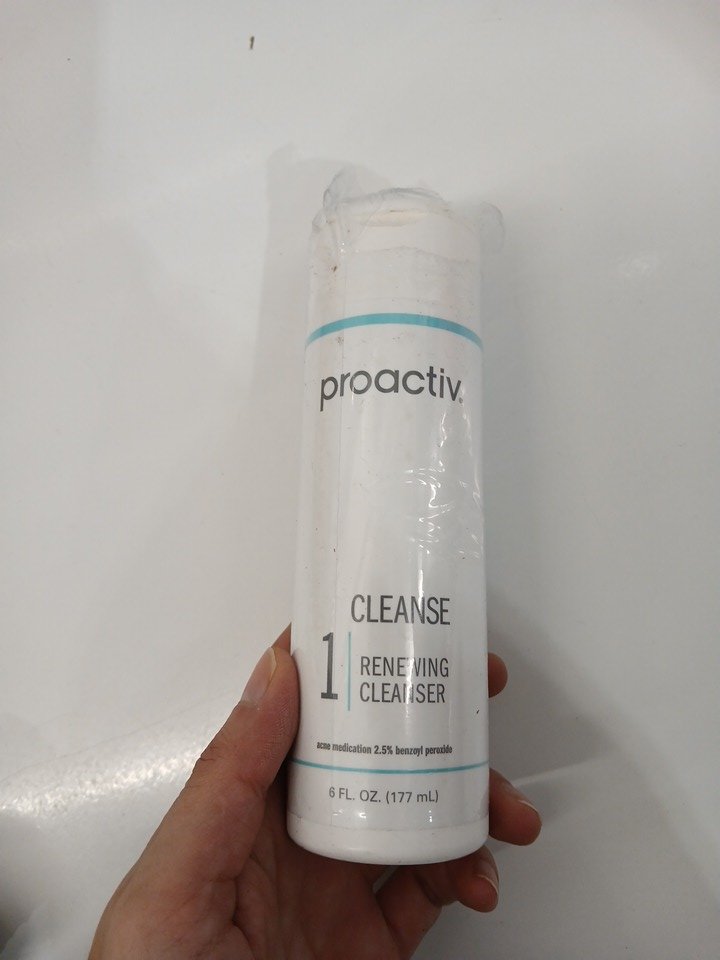 proactiv®
CLEANSE
1
RENEWING
CLEANSER
acne medication 2.5% benzoyl peroxide
6 FL. OZ. (177 mL)